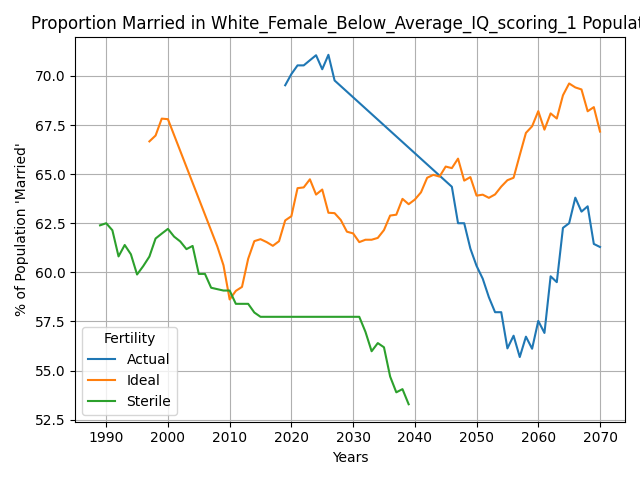 Proportion Married in White_Female_Below_Average_IQ_scoring_1 Populat
% of Population 'Married'
70.0
67.5
65.0
62.5
60.0
57.5
55.0
52.5
Fertility
Actual
Ideal
Sterile
1990 2000 2010 2020 2030 2040 2050 2060 2070
Years